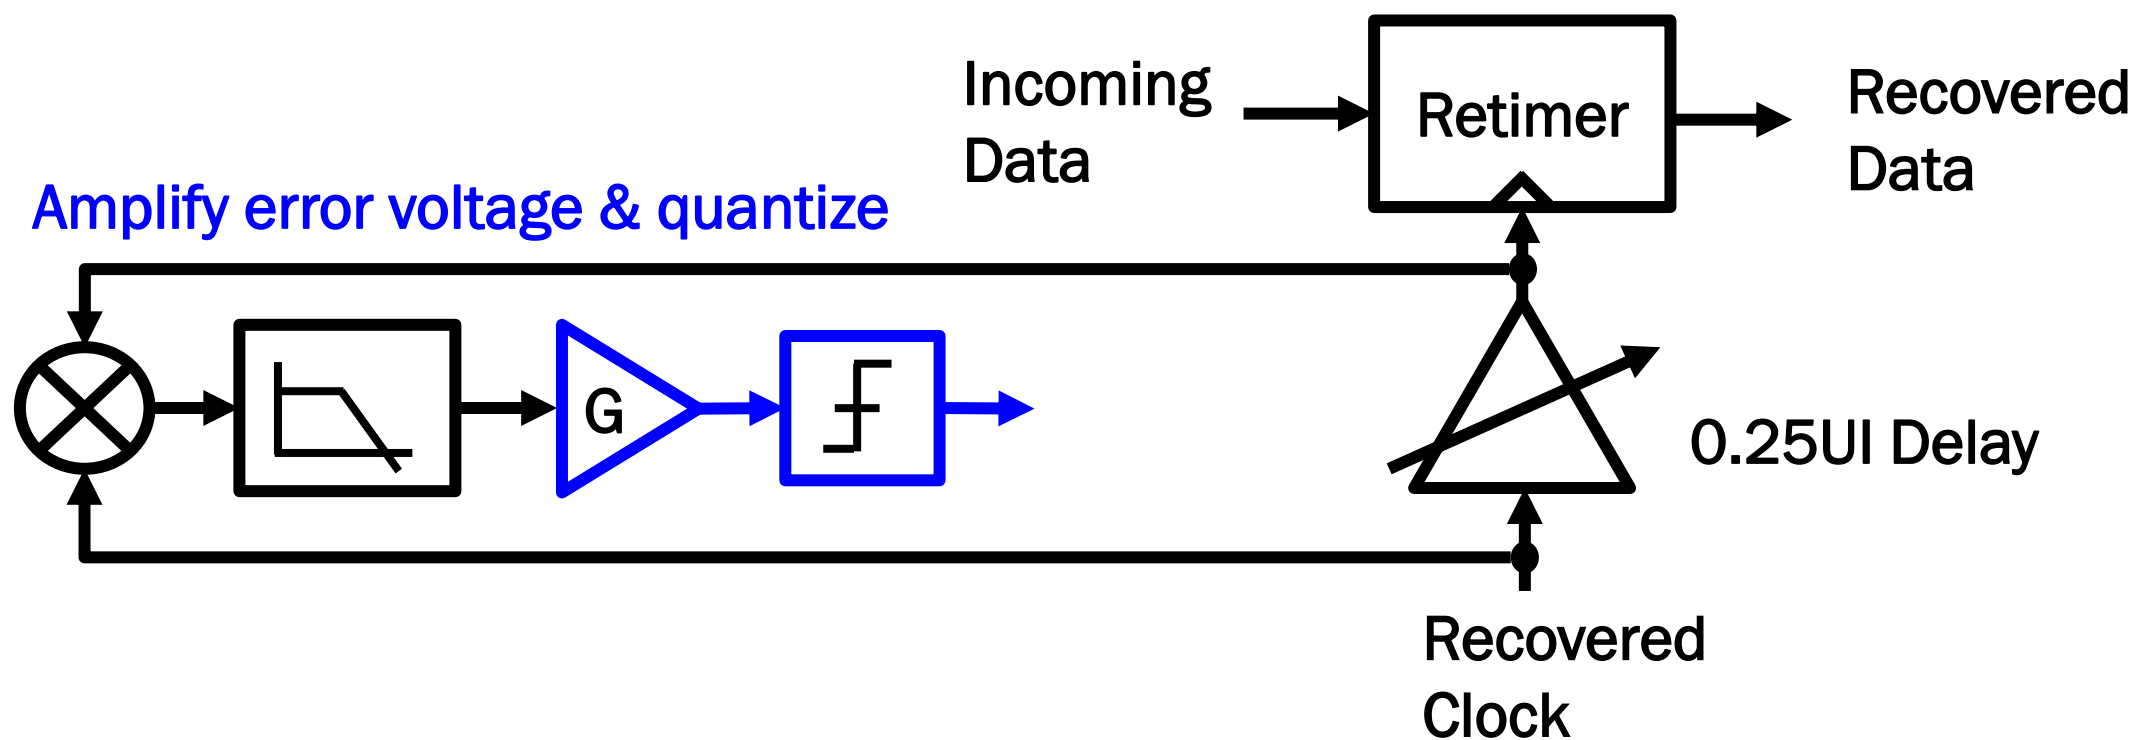 Incoming
Data
Retimer
Recovered
Data
Amplify error voltage & quantize
G
0.25UI Delay
Recovered
Clock